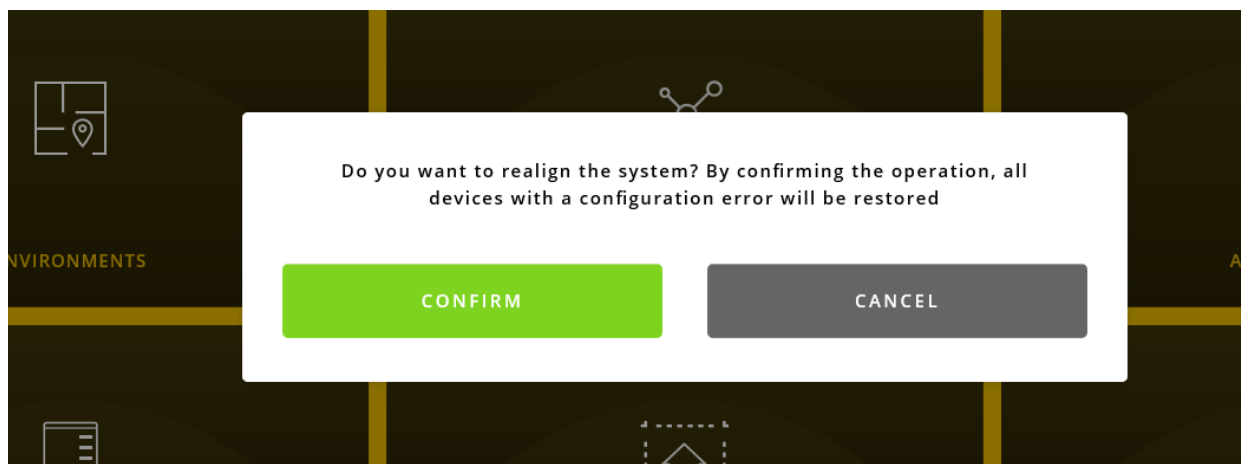 Do you want to realign the system? By confirming the operation, all
devices with a configuration error will be restored
NVIRONMENTS
A
CONFIRM
CANCEL